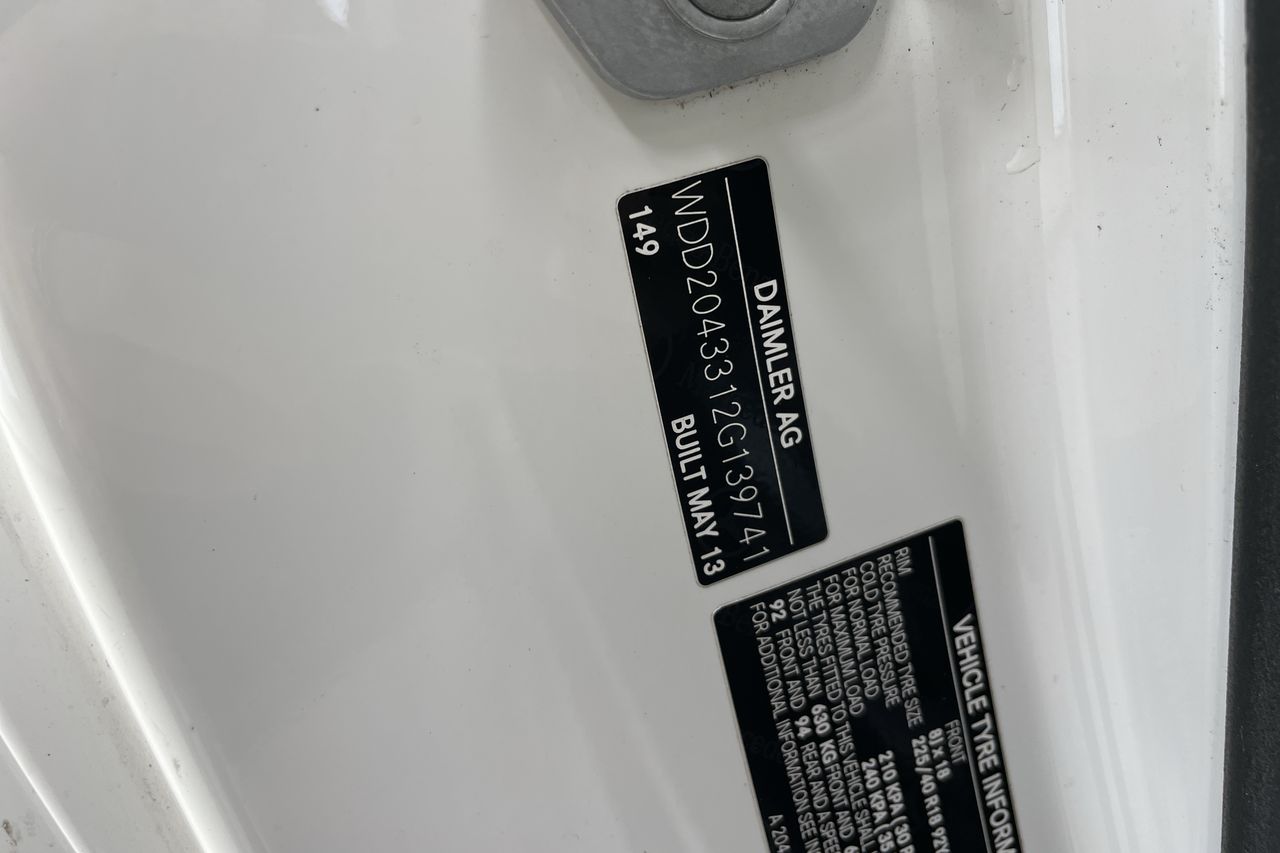 DAIMLER AG
WDD2043312G139741
149 BUILT MAY 13
VEHICLE TYRE INFORM
FRONT
RIM 8J X 18
RECOMMENDED TYRE SIZE 225/40 R18 92Y
COLD TYRE PRESSURE
FOR NORMAL LOAD 210 KPA (30
FOR MAXIMUM LOAD 240 KPA (35
THE TYRES FITTED TO THIS VEHICLE SHALL
NOT LESS THAN 630 KG FRONT AND
92 FRONT AND 94 REAR AND A
FOR ADDITIONAL INFORMATION SEE
A 204